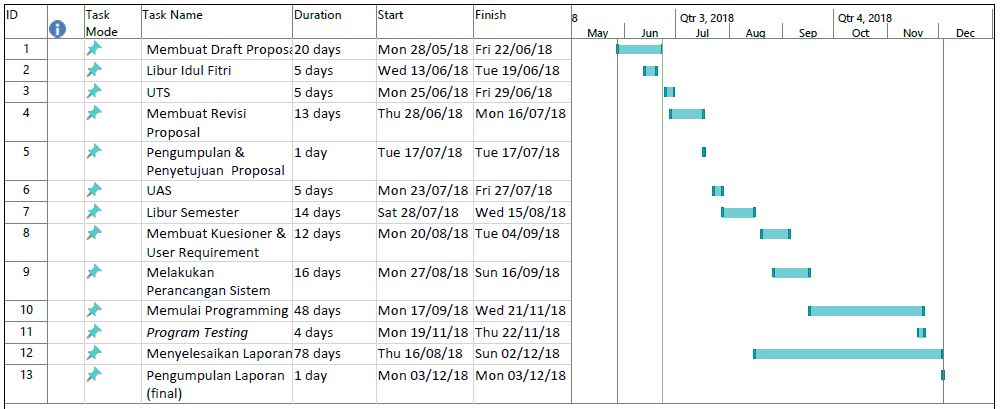 ID Task Mode Task Name Duration Start Finish
8 Qtr 3, 2018 Qtr 4, 2018
May Jun Jul Aug Sep Oct Nov Dec
1 Membuat Draft Proposa 20 days Mon 28/05/18 Fri 22/06/18
2 Libur Idul Fitri 5 days Wed 13/06/18 Tue 19/06/18
3 UTS 5 days Mon 25/06/18 Fri 29/06/18
4 Membuat Revisi 13 days Thu 28/06/18 Mon 16/07/18
Proposal
5 Pengumpulan & 1 day Tue 17/07/18 Tue 17/07/18
Penyetujuan Proposal
6 UAS 5 days Mon 23/07/18 Fri 27/07/18
7 Libur Semester 14 days Sat 28/07/18 Wed 15/08/18
8 Membuat Kuesioner & 12 days Mon 20/08/18 Tue 04/09/18
User Requirement
9 Melakukan 16 days Mon 27/08/18 Sun 16/09/18
Perancangan Sistem
10 Memulai Programming 48 days Mon 17/09/18 Wed 21/11/18
11 Program Testing 4 days Mon 19/11/18 Thu 22/11/18
12 Menyelesaikan Laporan 78 days Thu 16/08/18 Sun 02/12/18
13 Pengumpulan Laporan 1 day Mon 03/12/18 Mon 03/12/18
(final)